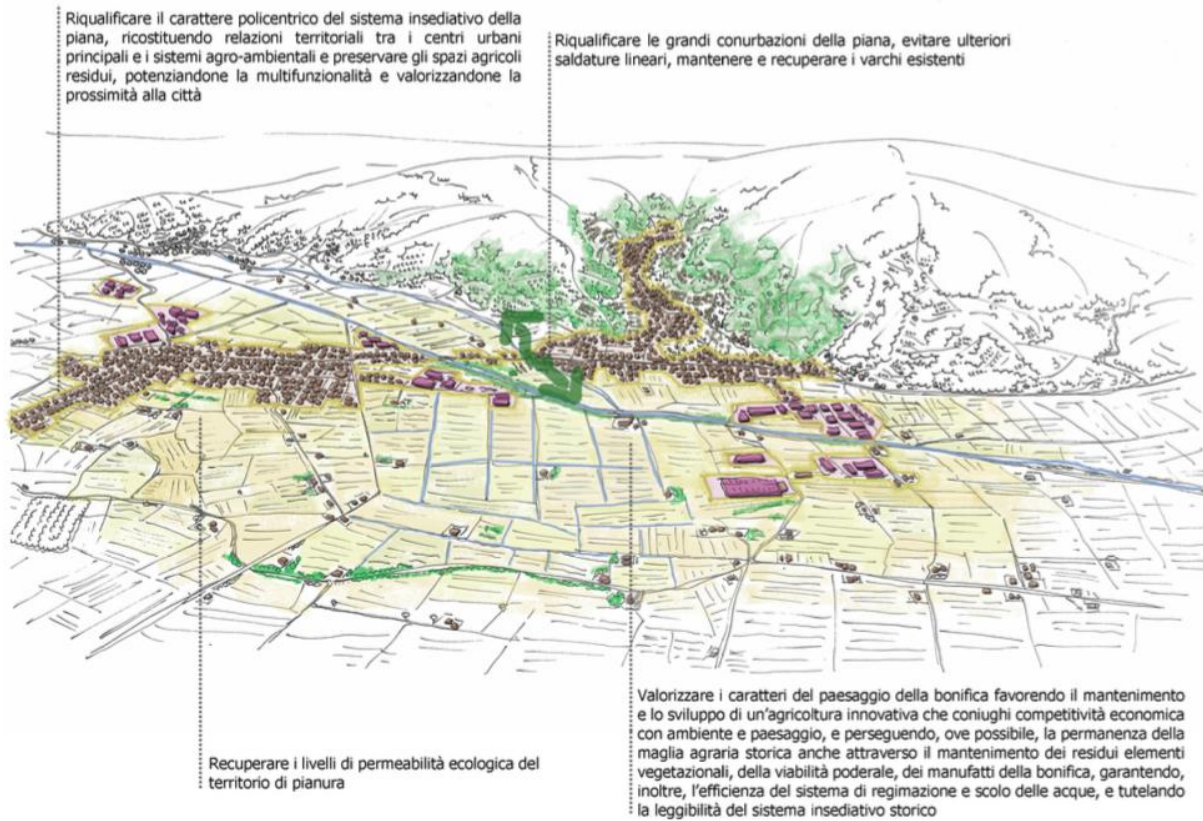 Riqualificare il carattere policentrico del sistema insediativo della
piana, ricostituendo relazioni territoriali tra i centri urbani
principali e i sistemi agro-ambientali e preservare gli spazi agricoli
residui, potenziandone la multifunzionalità e valorizzandone la
prossimità alla città
Riqualificare le grandi conurbazioni della piana, evitare ulteriori
saldature lineari, mantenere e recuperare i varchi esistenti
Recuperare i livelli di permeabilità ecologica del
territorio di pianura
Valorizzare i caratteri del paesaggio della bonifica favorendo il mantenimento
e lo sviluppo di un'agricoltura innovativa che coniughi competitività economica
con ambiente e paesaggio, e perseguendo, ove possibile, la permanenza della
maglia agraria storica anche attraverso il mantenimento dei residui elementi
vegetazionali, della viabilità poderale, dei manufatti della bonifica, garantendo,
inoltre, l'efficienza del sistema di regimazione e scolo delle acque, e tutelando
la leggibilità del sistema insediativo storico